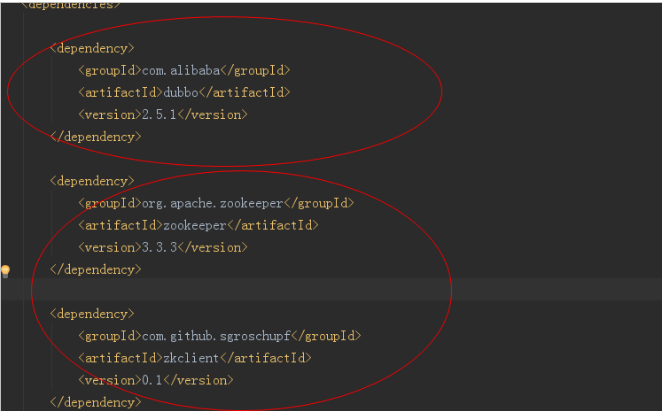 <dependencies>
<dependency>
<groupId>com.alibaba</groupId>
<artifactId>dubbo</artifactId>
<version>2.5.1</version>
</dependency>
<dependency>
<groupId>org.apache.zookeeper</groupId>
<artifactId>zookeeper</artifactId>
<version>3.3.3</version>
</dependency>
<dependency>
<groupId>com.github.sgroschupf</groupId>
<artifactId>zkclient</artifactId>
<version>0.1</version>
</dependency>